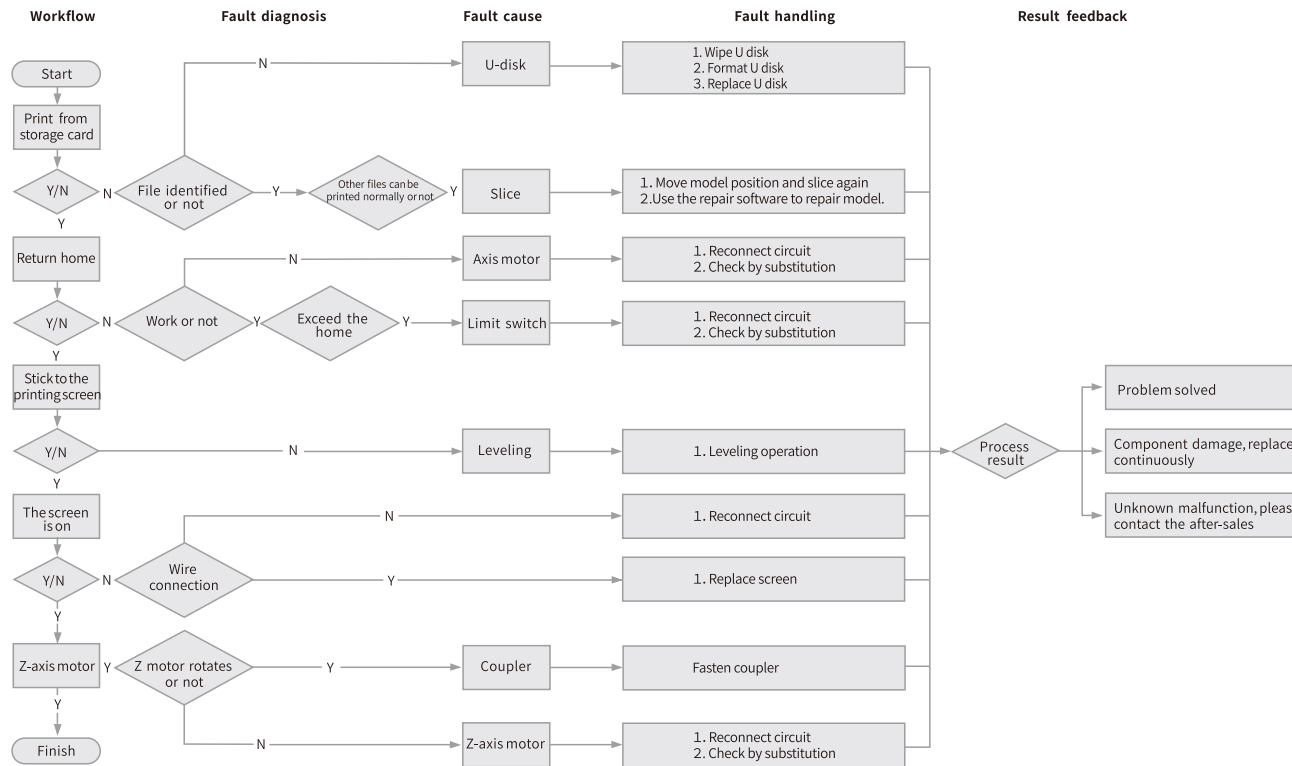 Workflow
Fault diagnosis
Fault cause
Fault handling
Result feedback
Start
Print from
storage card
Y/N
N
File identified
or not
N
U-disk
1. Wipe U disk
2. Format U disk
3. Replace U disk
Y
Other files can be
printed normally or not
Y
Slice
1. Move model position and slice again
2.Use the repair software to repair model.
Y
Return home
Y/N
N
Work or not
N
Axis motor
1. Reconnect circuit
2. Check by substitution
Y
Exceed the
home
Y
Limit switch
1. Reconnect circuit
2. Check by substitution
Y
Stick to the
printing screen
Y/N
N
Leveling
1. Leveling operation
Y
The screen
is on
Y/N
N
Wire
connection
N
1. Reconnect circuit
Y
1. Replace screen
Y
Z-axis motor
Y
Z motor rotates
or not
Y
Coupler
Fasten coupler
N
Z-axis motor
1. Reconnect circuit
2. Check by substitution
Y
Finish
Process
result
Problem solved
Component damage, replace
continuously
Unknown malfunction, pleas
contact the after-sales